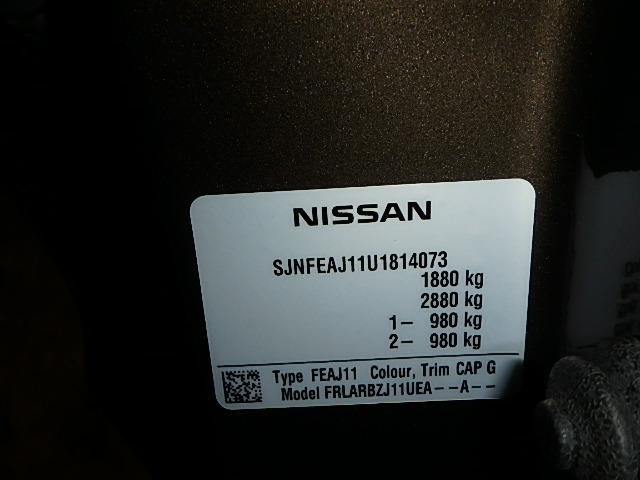 NISSAN
SJNFEAJ11U1814073
1880 kg
2880 kg
1- 980 kg
2- 980 kg
Type FEAJ11 Colour, Trim CAP G
Model FRLARBZJ11UEA--A--